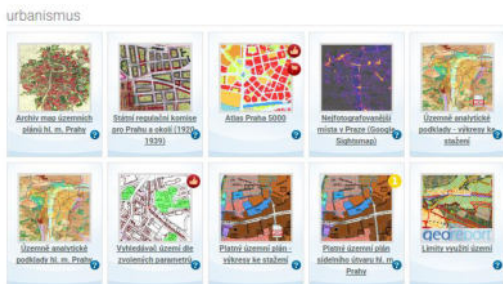 urbanismus
Archiv map územních
plánů hl. m. Prahy
Státní regulační komise
pro Prahu a okolí (1920-
1939)
Atlas Praha 5000
Nejfotografovanější
místa v Praze (Google
Sightsmap)
Územně analytické
podklady - výkresy ke
stažení
Územně analytické
podklady hl. m. Prahy
Vyhledávač území dle
zvolených parametrů
Platný územní plán -
výkresy ke stažení
Platný územní plán
sídelního útvaru hl. m.
Prahy
georeport
Limity využití území